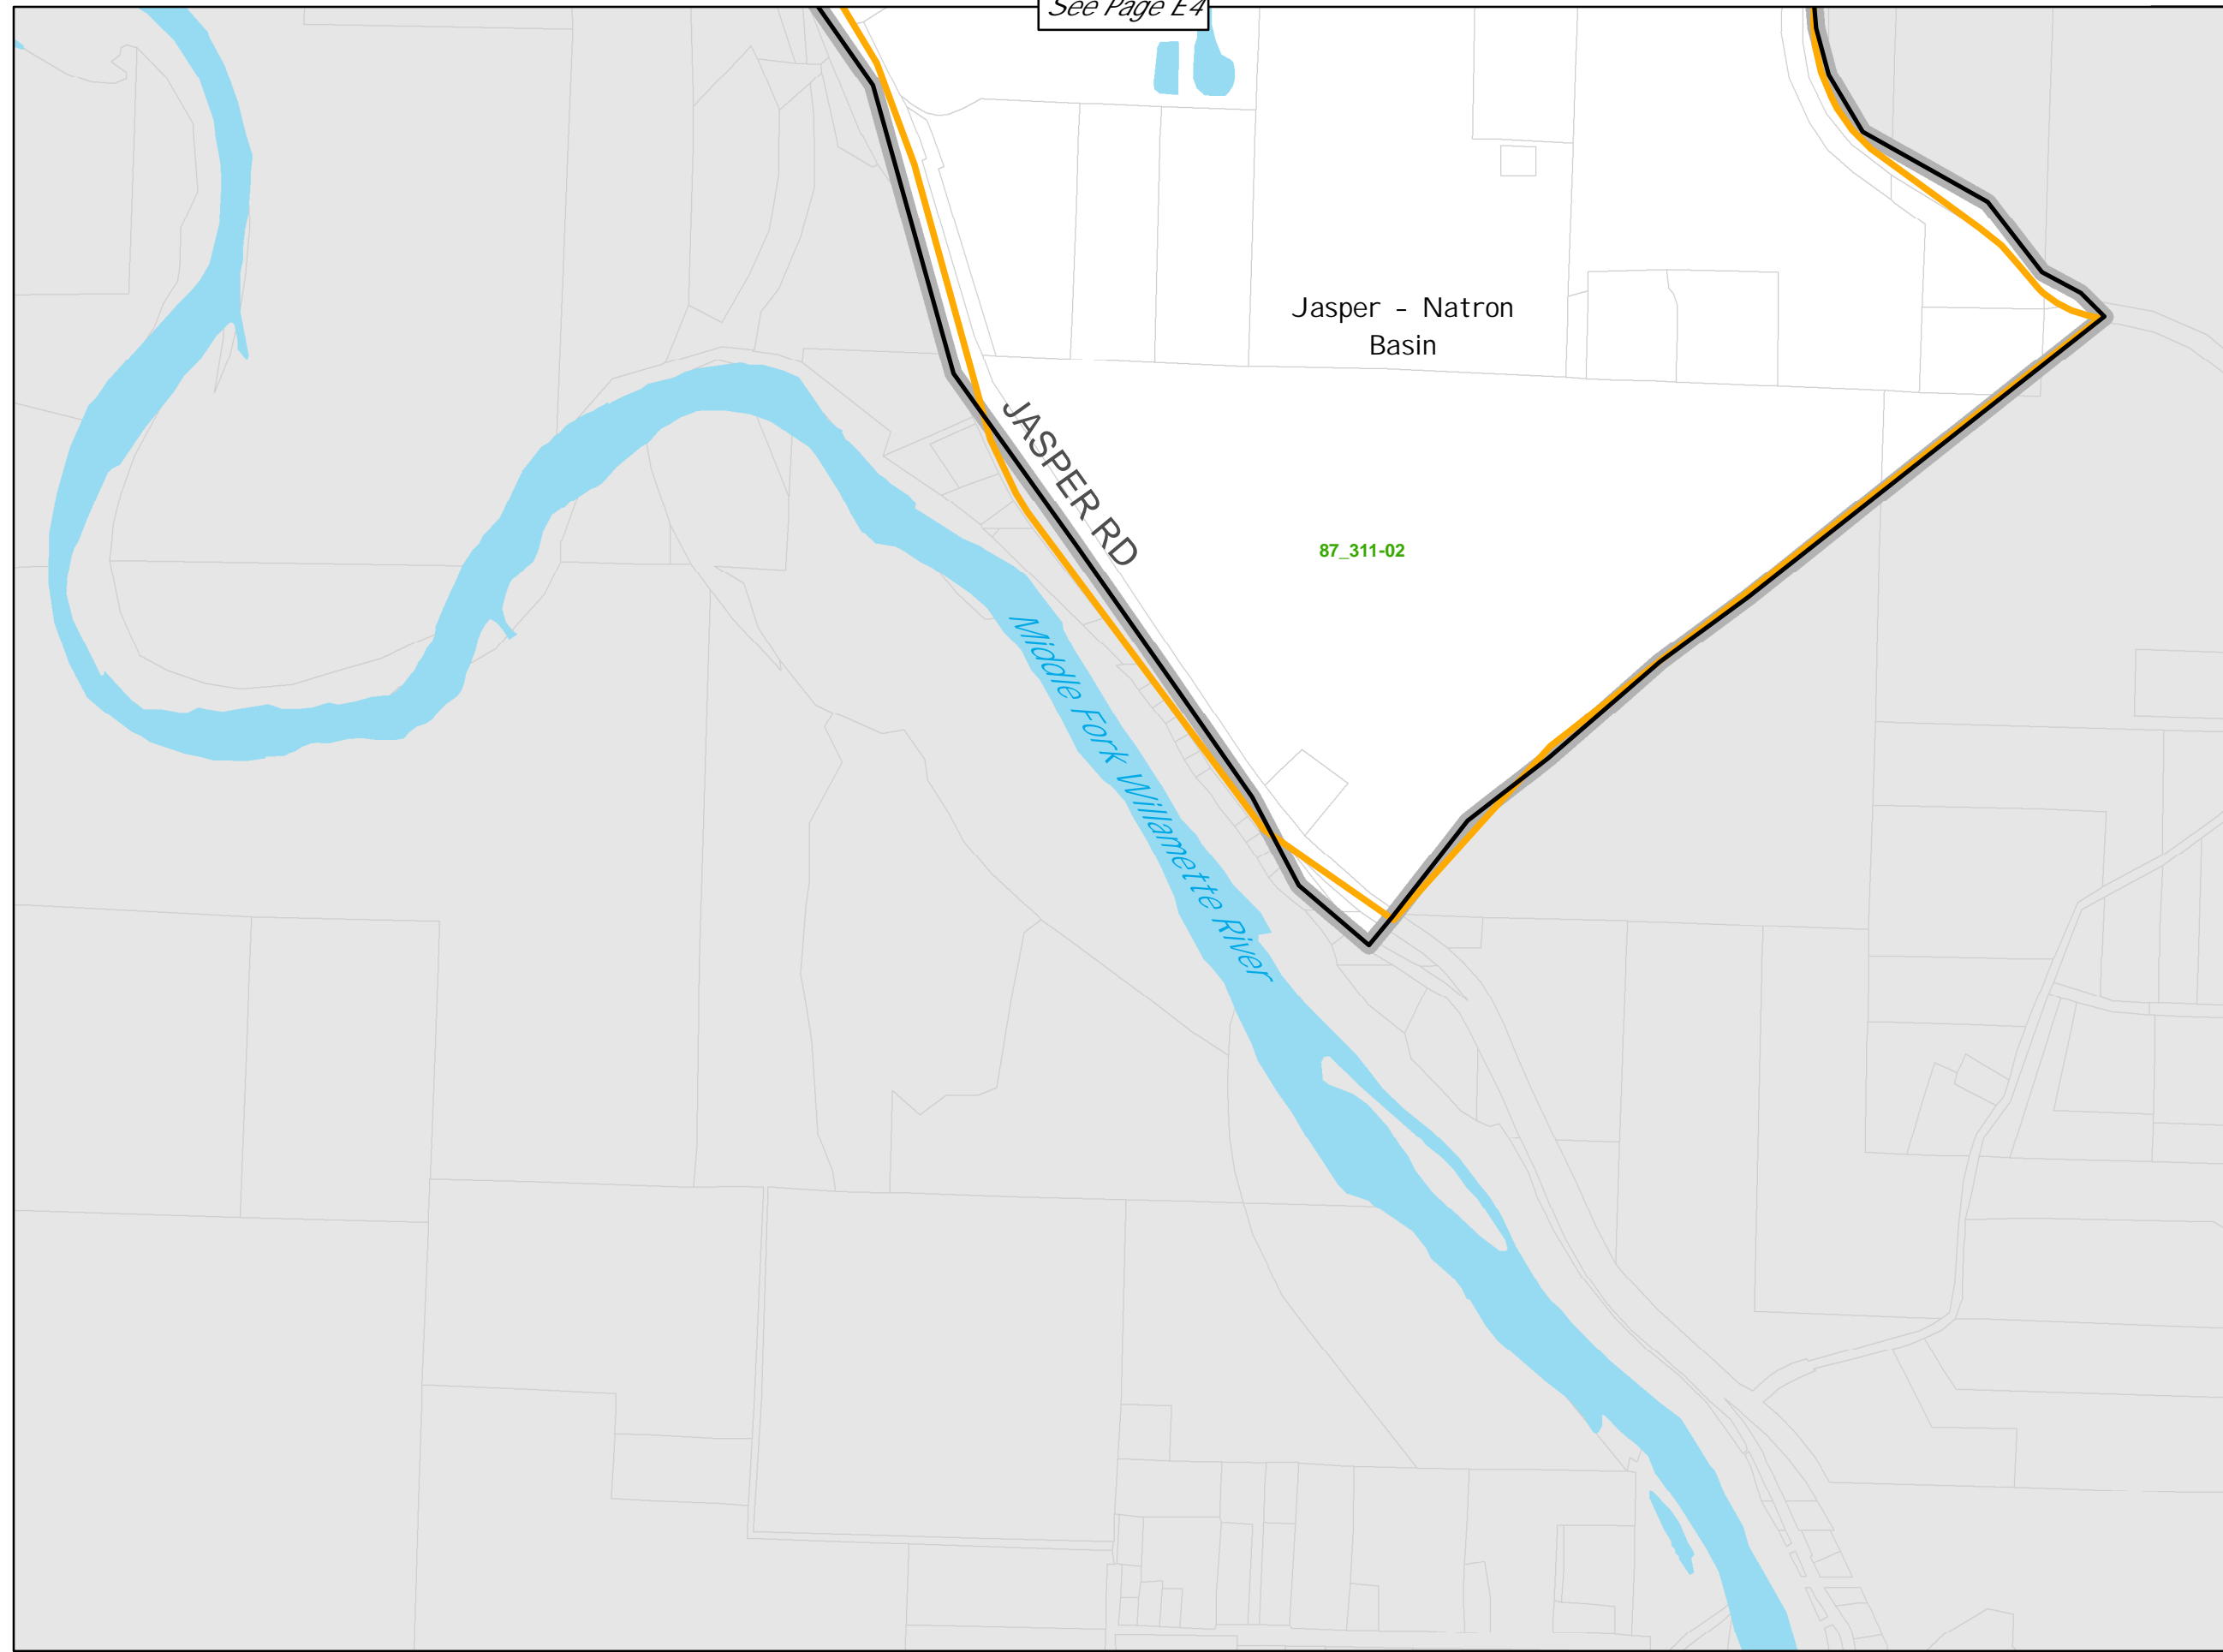 See Page E4
Jasper - Natron
Basin
JASPER RD
87_311-02
Middle Fork Willamette River